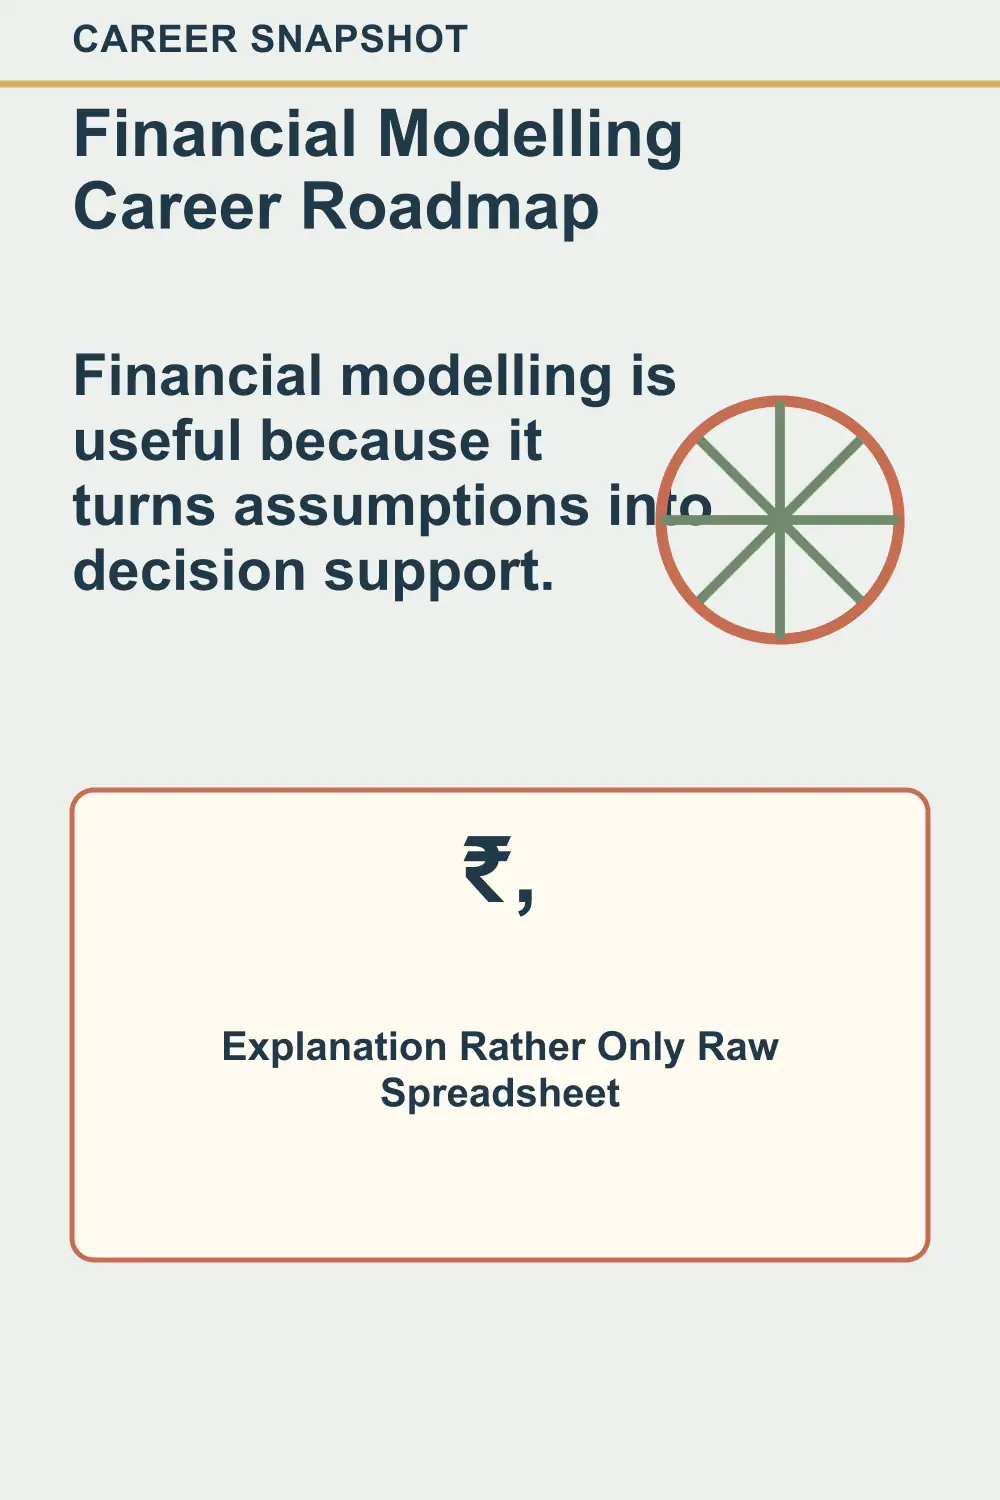 CAREER SNAPSHOT
Financial Modelling
Career Roadmap
Financial modelling is
useful because it
turns assumptions into
decision support.
₹,
Explanation Rather Only Raw
Spreadsheet